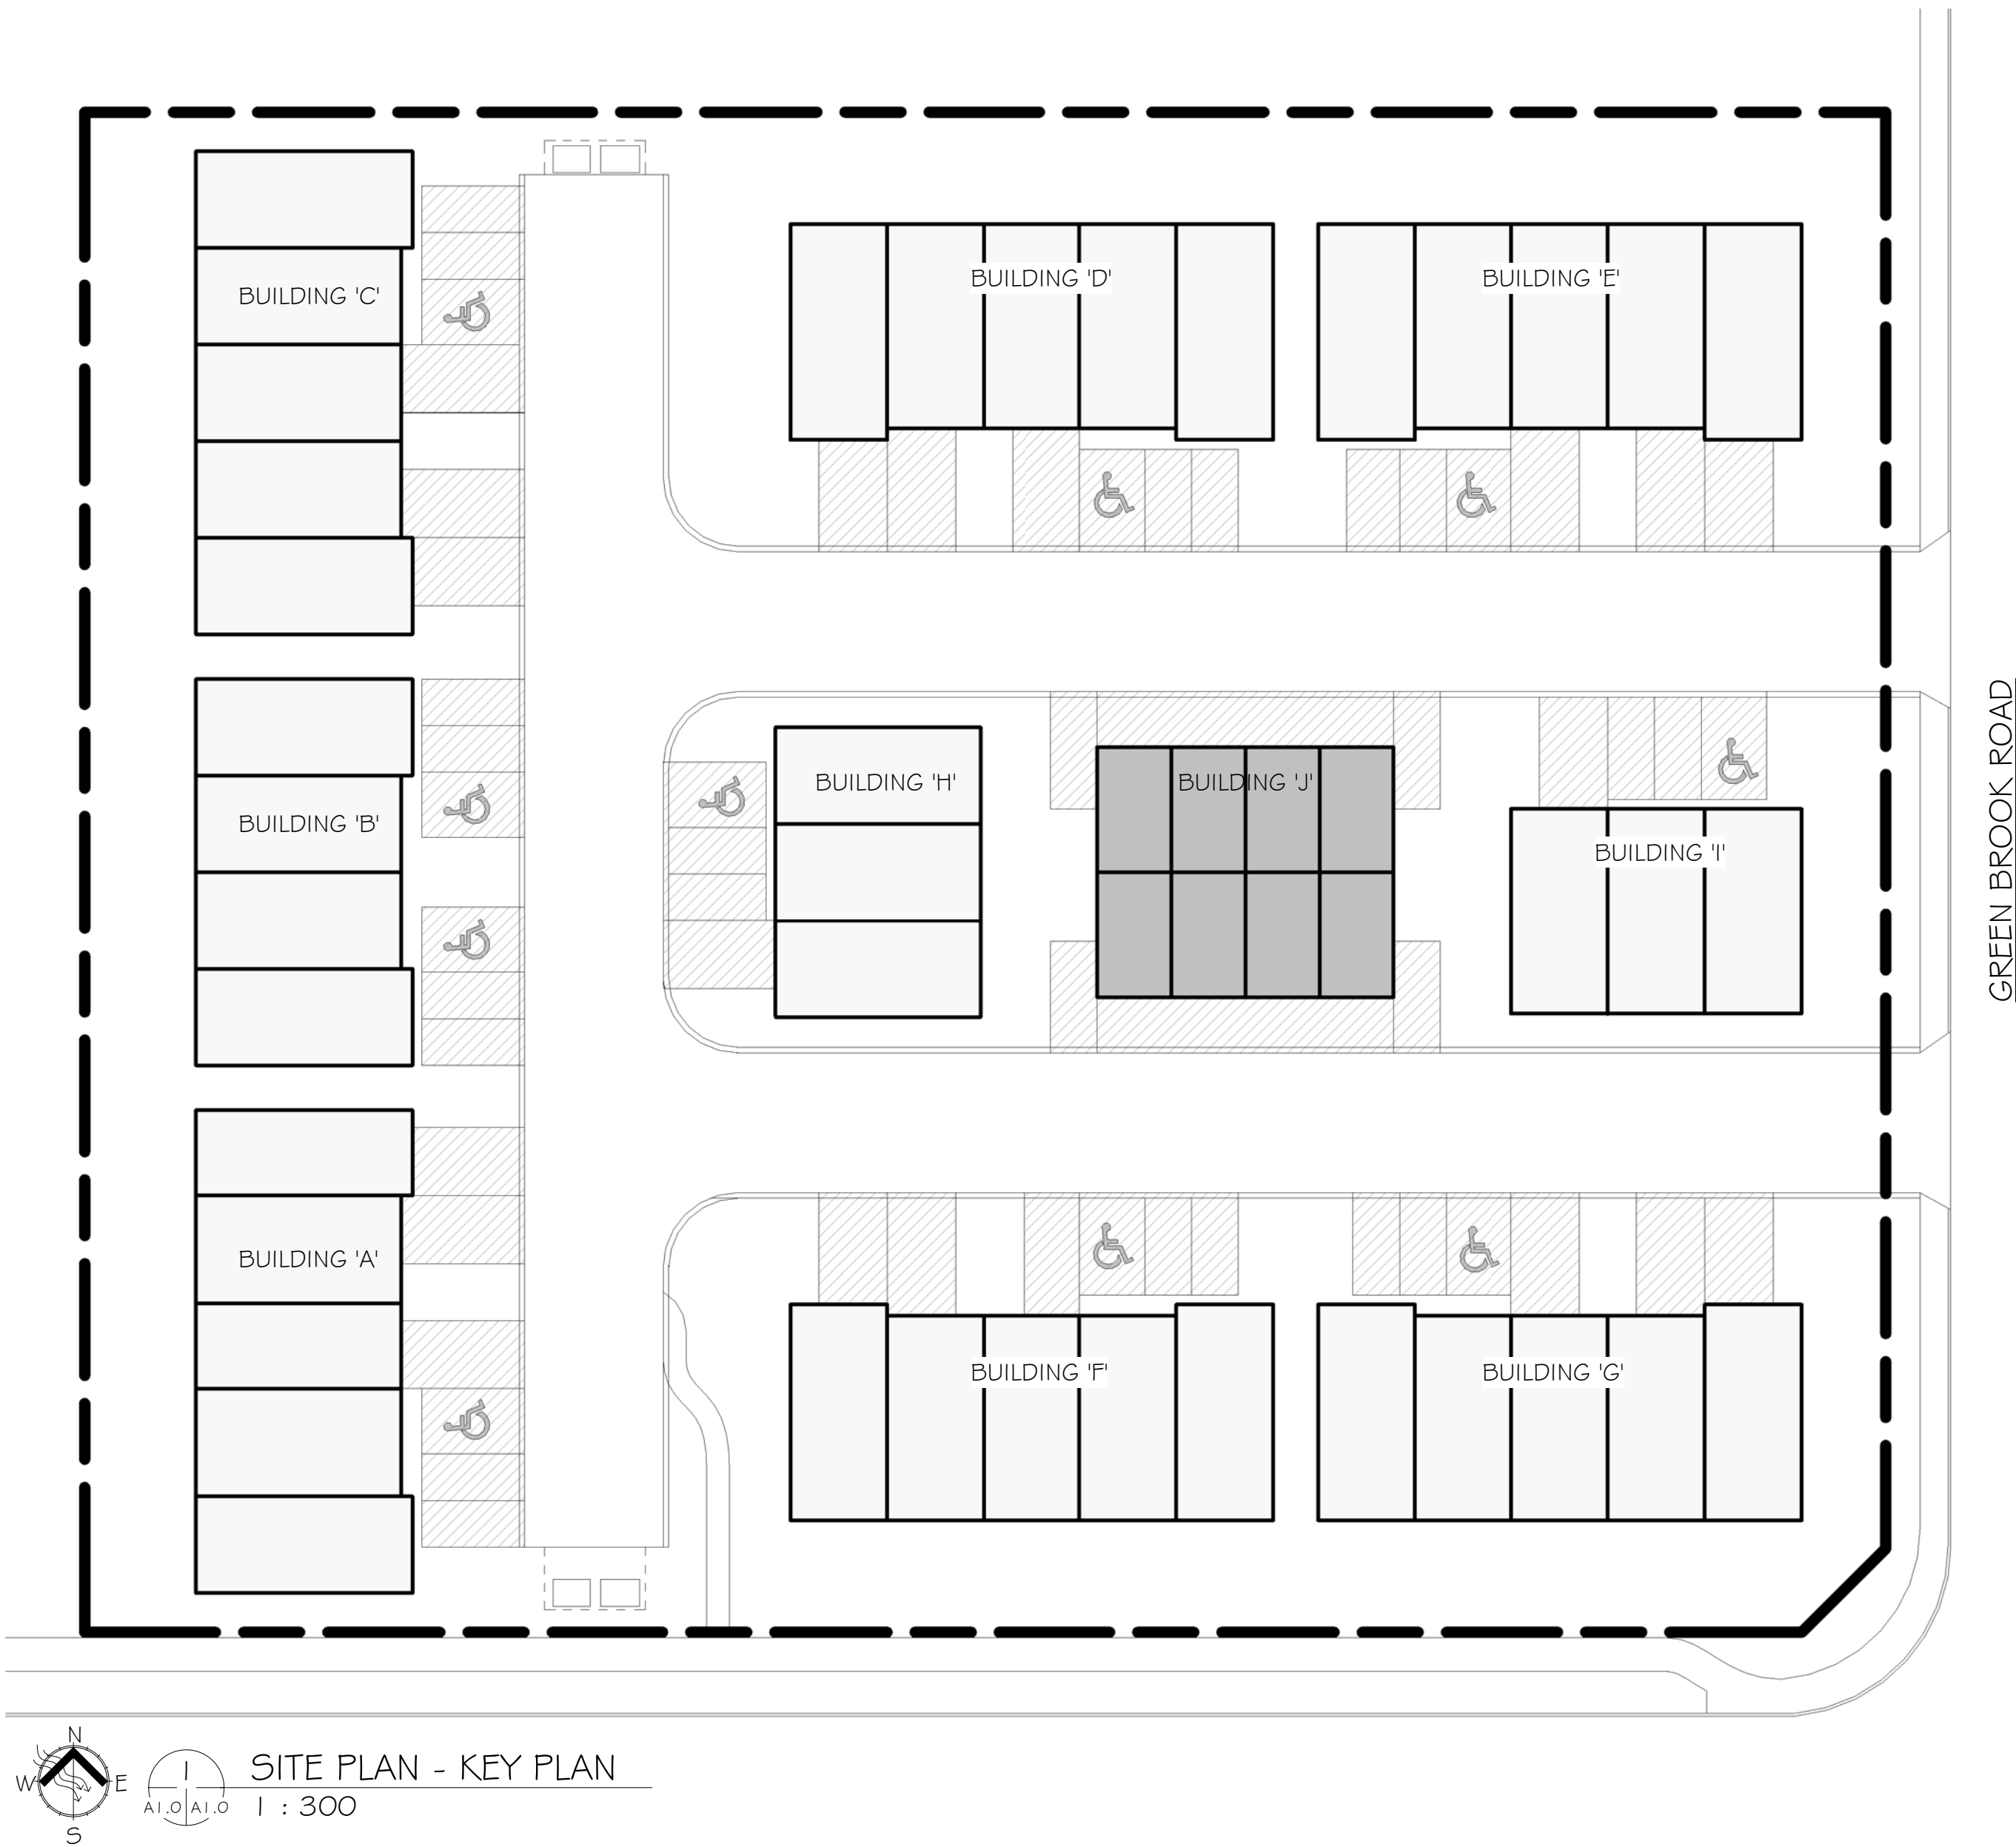 BUILDING 'D'
BUILDING 'E'
BUILDING 'C'
BUILDING 'H'
BUILDING 'J'
BUILDING 'B'
BUILDING 'I'
GREEN BROOK ROAD
BUILDING 'A'
BUILDING 'F'
BUILDING 'G'
N
W
E
S
1
A1.0
A1.0
SITE PLAN - KEY PLAN
1 : 300